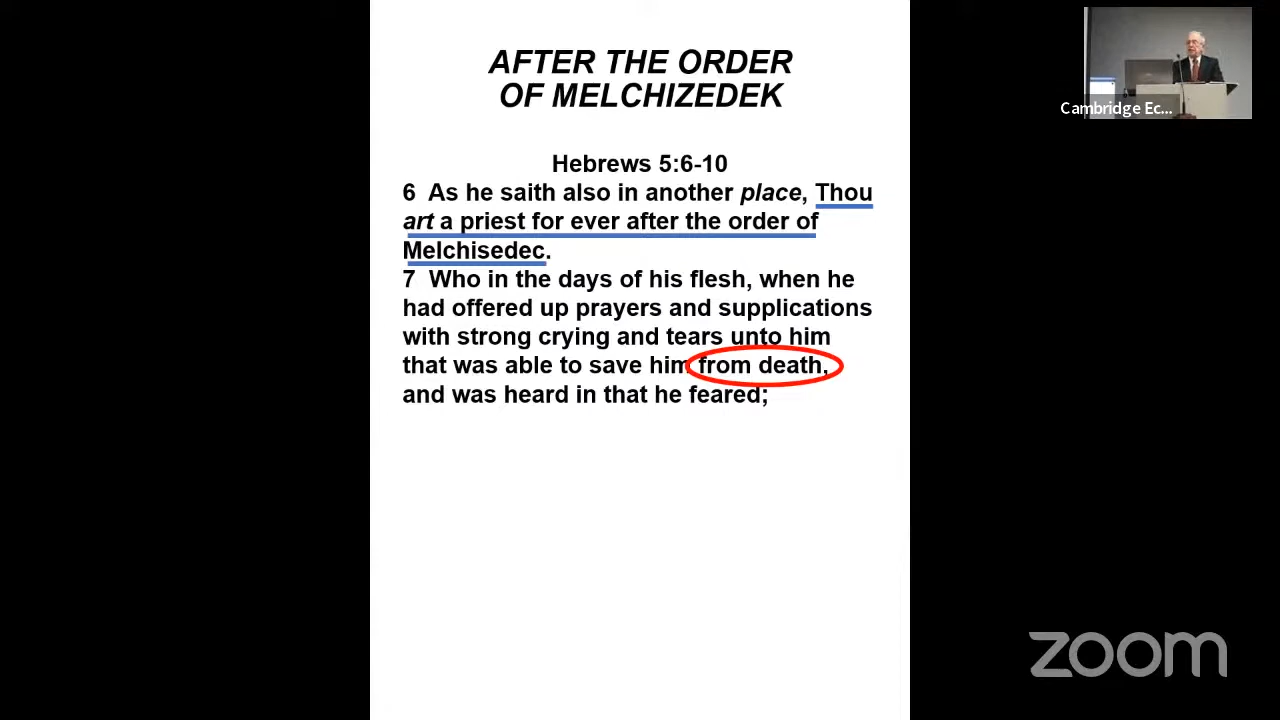 AFTER THE ORDER
OF MELCHIZEDEK
Hebrews 5:6-10
6 As he saith also in another place, Thou
art a priest for ever after the order of
Melchisedec.
7 Who in the days of his flesh, when he
had offered up prayers and supplications
with strong crying and tears unto him
that was able to save him from death,
and was heard in that he feared;
Cambridge Ec...
zoom